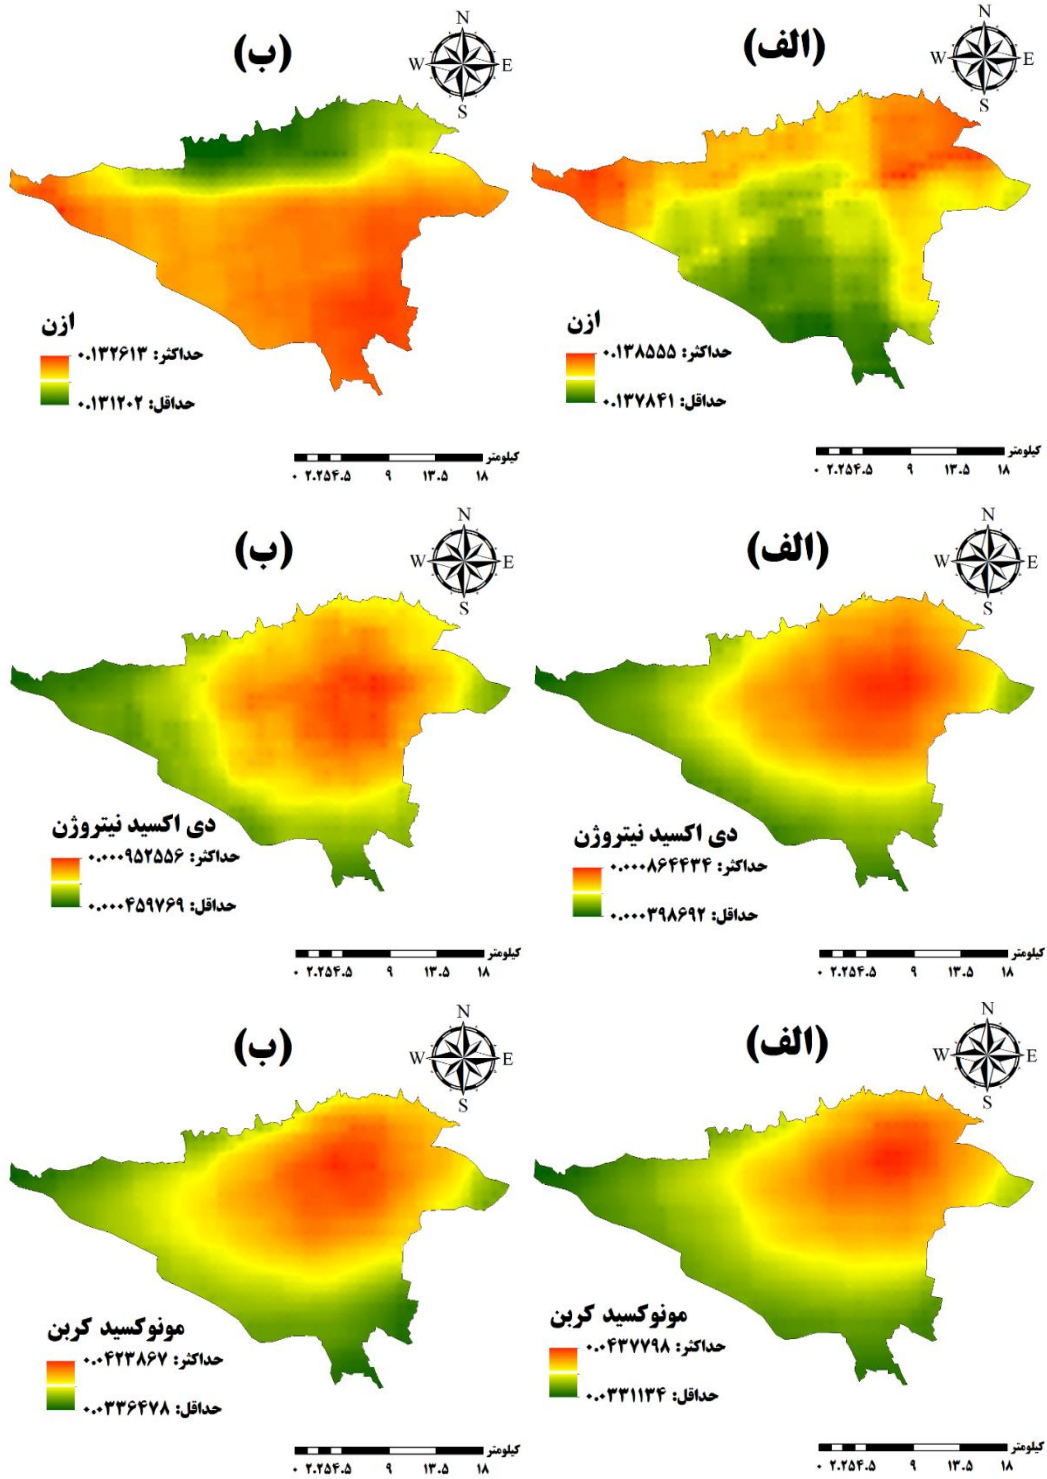 (الف)
N
W E
S
ازن
حداکثر: ۰.۱۳۸۵۵۵
حداقل: ۰.۱۳۷۸۴۱
کیلومتر
۰ ۲.۲۵۴.۵ ۹ ۱۳.۵ ۱۸
(ب)
N
W E
S
ازن
حداکثر: ۰.۱۳۲۶۱۳
حداقل: ۰.۱۳۱۲۰۲
کیلومتر
۰ ۲.۲۵۴.۵ ۹ ۱۳.۵ ۱۸
(الف)
N
W E
S
دی اکسید نیتروژن
حداکثر: ۰.۰۰۰۸۶۴۴۳۴
حداقل: ۰.۰۰۰۳۹۸۶۹۲
کیلومتر
۰ ۲.۲۵۴.۵ ۹ ۱۳.۵ ۱۸
(ب)
N
W E
S
دی اکسید نیتروژن
حداکثر: ۰.۰۰۰۹۵۲۵۵۶
حداقل: ۰.۰۰۰۴۵۹۷۶۹
کیلومتر
۰ ۲.۲۵۴.۵ ۹ ۱۳.۵ ۱۸
(الف)
N
W E
S
مونوکسید کربن
حداکثر: ۰.۰۴۳۷۷۹۸
حداقل: ۰.۰۳۳۱۱۳۴
کیلومتر
۰ ۲.۲۵۴.۵ ۹ ۱۳.۵ ۱۸
(ب)
N
W E
S
مونوکسید کربن
حداکثر: ۰.۰۴۲۳۸۶۷
حداقل: ۰.۰۳۳۶۴۷۸
کیلومتر
۰ ۲.۲۵۴.۵ ۹ ۱۳.۵ ۱۸